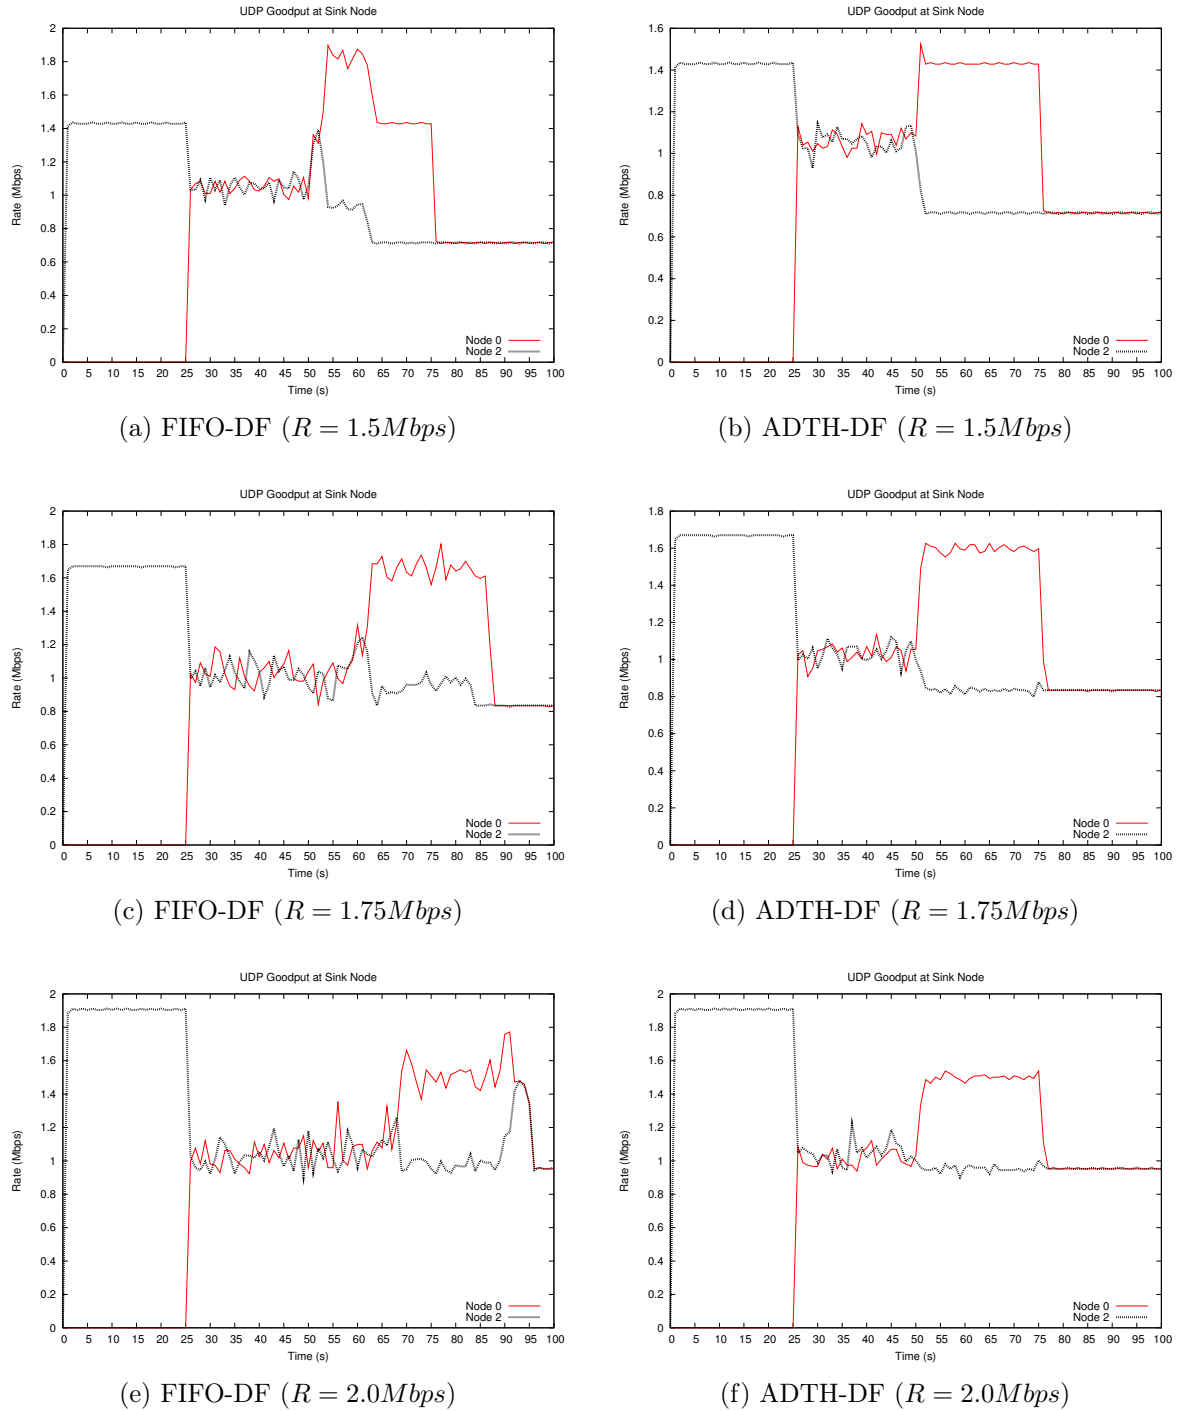 UDP Goodput at Sink Node
2
1.8
1.6
1.4
1.2
1
0.8
0.6
0.4
0.2
0
Rate (Mbps)
Node 0
Node 2
0 5 10 15 20 25 30 35 40 45 50 55 60 65 70 75 80 85 90 95 100
Time (s)
(a) FIFO-DF (R = 1.5Mbps)
UDP Goodput at Sink Node
1.6
1.4
1.2
1
0.8
0.6
0.4
0.2
0
Rate (Mbps)
Node 0
Node 2
0 5 10 15 20 25 30 35 40 45 50 55 60 65 70 75 80 85 90 95 100
Time (s)
(b) ADTH-DF (R = 1.5Mbps)
UDP Goodput at Sink Node
2
1.8
1.6
1.4
1.2
1
0.8
0.6
0.4
0.2
0
Rate (Mbps)
Node 0
Node 2
0 5 10 15 20 25 30 35 40 45 50 55 60 65 70 75 80 85 90 95 100
Time (s)
(c) FIFO-DF (R = 1.75Mbps)
UDP Goodput at Sink Node
1.8
1.6
1.4
1.2
1
0.8
0.6
0.4
0.2
0
Rate (Mbps)
Node 0
Node 2
0 5 10 15 20 25 30 35 40 45 50 55 60 65 70 75 80 85 90 95 100
Time (s)
(d) ADTH-DF (R = 1.75Mbps)
UDP Goodput at Sink Node
2
1.8
1.6
1.4
1.2
1
0.8
0.6
0.4
0.2
0
Rate (Mbps)
Node 0
Node 2
0 5 10 15 20 25 30 35 40 45 50 55 60 65 70 75 80 85 90 95 100
Time (s)
(e) FIFO-DF (R = 2.0Mbps)
UDP Goodput at Sink Node
2
1.8
1.6
1.4
1.2
1
0.8
0.6
0.4
0.2
0
Rate (Mbps)
Node 0
Node 2
0 5 10 15 20 25 30 35 40 45 50 55 60 65 70 75 80 85 90 95 100
Time (s)
(f) ADTH-DF (R = 2.0Mbps)